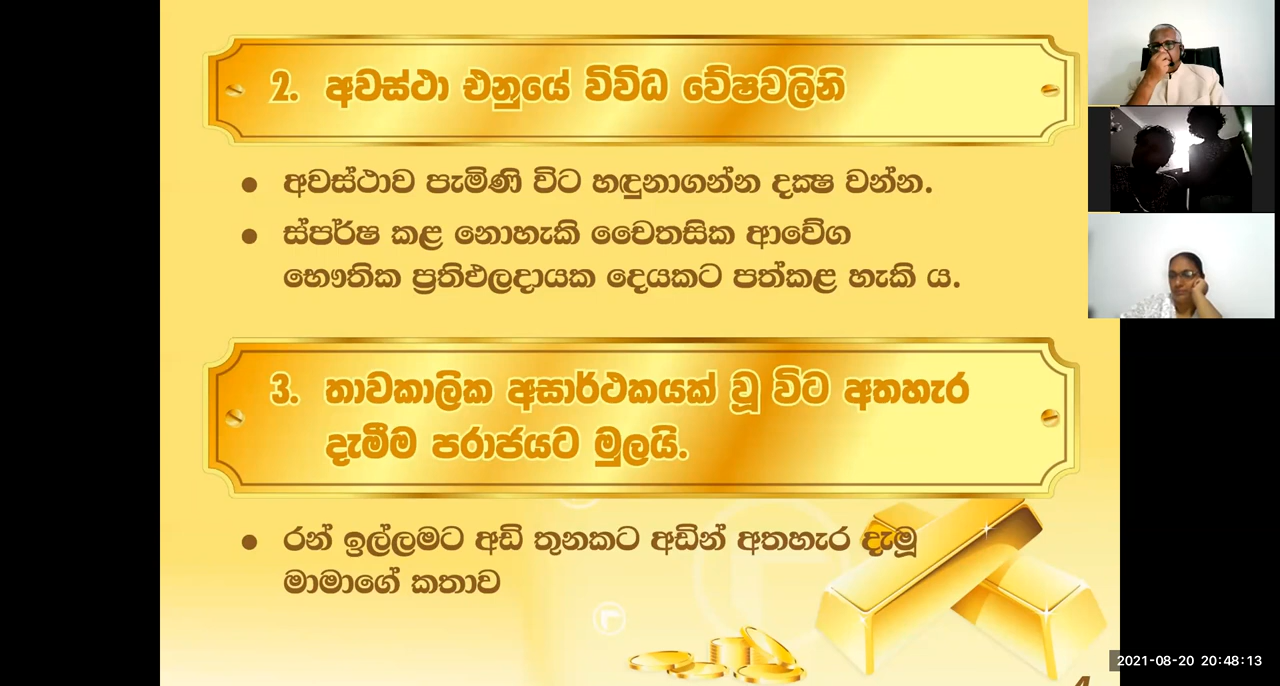 2. අවස්ථා එනුයේ විවිධ වේෂවලිනි
● අවස්ථාව පැමිණි විට හඳුනාගන්න දක්‍ෂ වන්න.
● ස්පර්ෂ කළ නොහැකි චෛතසික ආවේග
භෞතික ප්‍රතිඵලදායක දෙයකට පත්කළ හැකි ය.
3. තාවකාලික අසාර්ථකයක් වූ විට අතහැර
දැමීම පරාජයට මුලයි.
● රන් ඉල්ලමට අඩි තුනකට අඩින් අතහැර දැමූ
මාමාගේ කතාව
2021-08-20 20:48:13